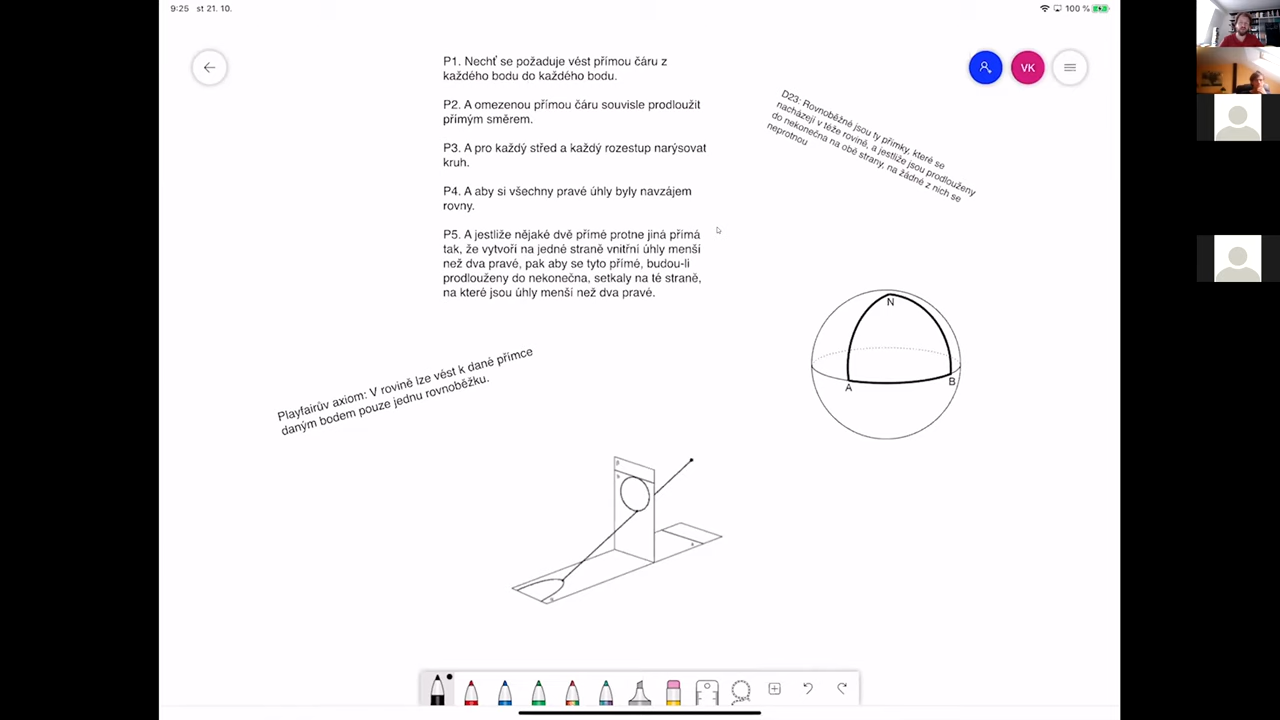 9:25 st 21. 10.
100 %
P1. Nechť se požaduje vést přímou čáru z
každého bodu do každého bodu.
P2. A omezenou přímou čáru souvisle prodloužit
přímým směrem.
P3. A pro každý střed a každý rozestup narýsovat
kruh.
P4. A aby si všechny pravé úhly byly navzájem
rovny.
P5. A jestliže nějaké dvě přímé protne jiná přímá
tak, že vytvoří na jedné straně vnitřní úhly menší
než dva pravé, pak aby se tyto přímé, budou-li
prodlouženy do nekonečna, setkaly na té straně,
na které jsou úhly menší než dva pravé.
VK
D23: Rovnoběžné jsou ty přímky, které se
nacházejí v téže rovině, a jestliže jsou prodlouženy
do nekonečna na obě strany, na žádné z nich se
neprotnou
N
A
B
Playfairův axiom: V rovině lze vést k dané přímce
daným bodem pouze jednu rovnoběžku.